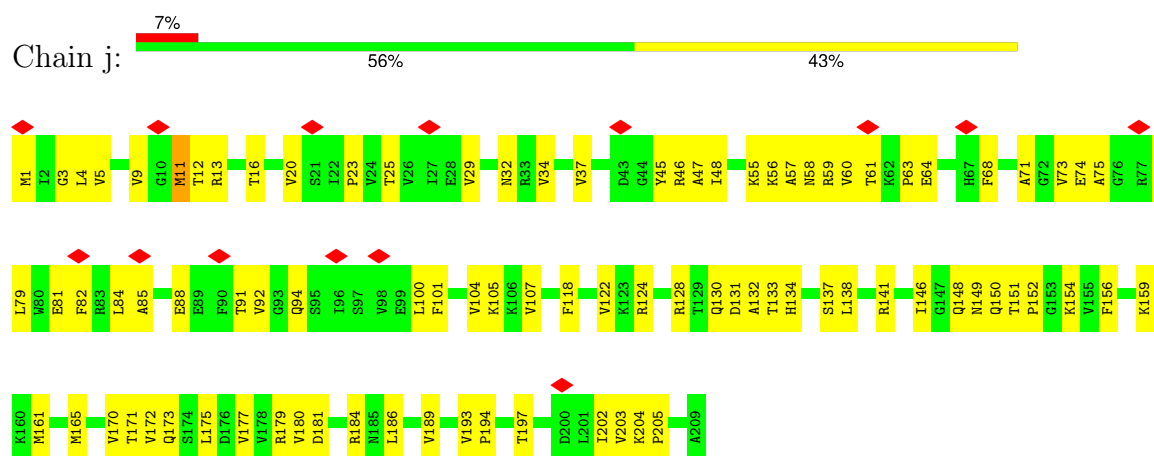 7%
Chain j:
56% 43%
M1 I2 G3 L4 V5 V9 G10 M11 T12 R13 T16 V20 S21 I22 P23 V24 T25 V26 I27 E28 V29 N32 R33 V34 V37 D43 G44 Y45 R46 A47 I48 K55 K56 A57 N58 R59 V60 T61 K62 P63 E64 H67 F68 A71 G72 V73 E74 A75 G76 R77
L79 W80 E81 F82 R83 L84 A85 E88 E89 F90 T91 V92 G93 Q94 S95 I96 S97 V98 E99 L100 F101 V104 K105 K106 V107 F118 V122 K123 R124 R128 T129 Q130 D131 A132 T133 H134 S137 L138 R141 I146 G147 Q148 N149 Q150 T151 P152 G153 K154 V155 F156 K159
K160 M161 M165 V170 T171 V172 Q173 S174 L175 D176 V177 V178 R179 V180 D181 R184 N185 L186 V189 V193 P194 T197 D200 L201 I202 V203 K204 P205 A209